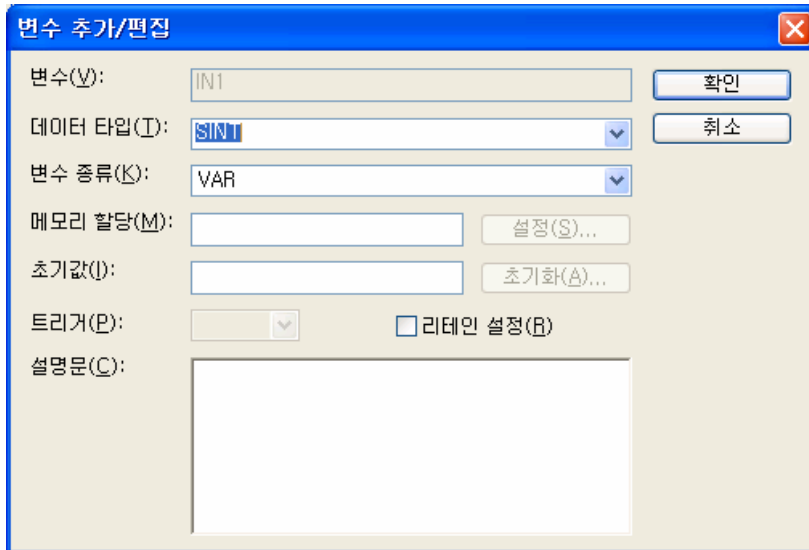 변수 추가/편집
변수(V):
IN1
확인
데이터 타입(T):
SINT
취소
변수 종류(K):
VAR
메모리 할당(M):
설정(S)...
초기값(I):
초기화(A)...
트리거(P):
리테인 설정(R)
설명문(C):